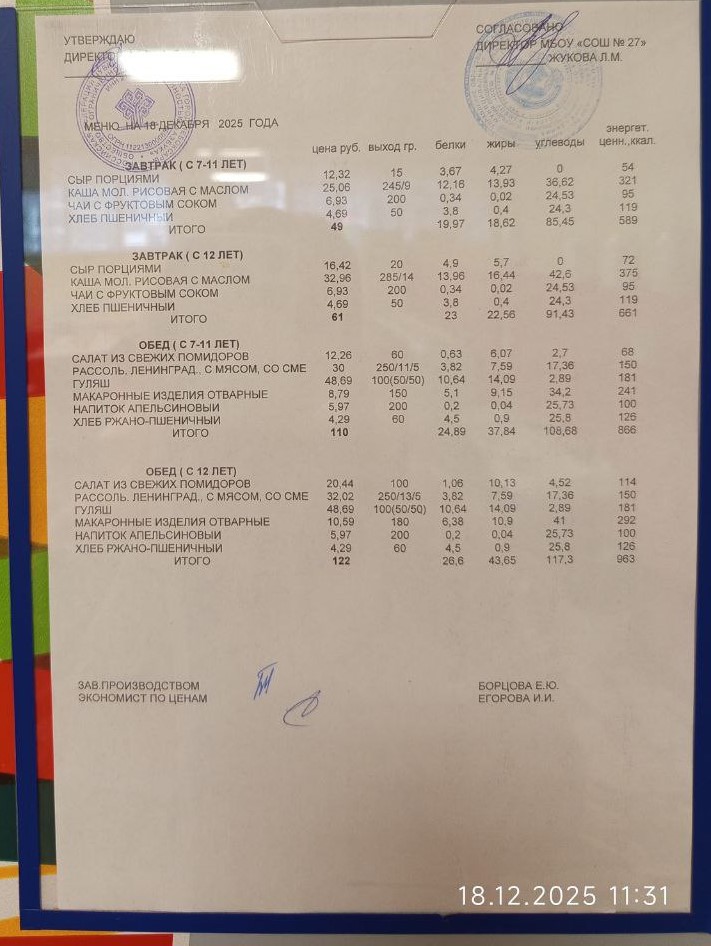 УТВЕРЖДАЮ
ДИРЕКТО
СОГЛАСОВАНО
ДИРЕКТОР МБОУ «СОШ № 27»
ЖУКОВА Л.М.
МЕНЮ НА 18 ДЕКАБРЯ 2025 ГОДА
цена руб. выход гр. белки жиры углеводы энергет. ценн.,ккал.
ЗАВТРАК ( С 7-11 ЛЕТ)
СЫР ПОРЦИЯМИ 12,32 15 3,67 4,27 0 54
КАША МОЛ. РИСОВАЯ С МАСЛОМ 25,06 245/9 12,16 13,93 36,62 321
ЧАЙ С ФРУКТОВЫМ СОКОМ 6,93 200 0,34 0,02 24,53 95
ХЛЕБ ПШЕНИЧНЫЙ 4,69 50 3,8 0,4 24,3 119
ИТОГО 49 19,97 18,62 85,45 589
ЗАВТРАК ( С 12 ЛЕТ)
СЫР ПОРЦИЯМИ 16,42 20 4,9 5,7 0 72
КАША МОЛ. РИСОВАЯ С МАСЛОМ 32,96 285/14 13,96 16,44 42,6 375
ЧАЙ С ФРУКТОВЫМ СОКОМ 6,93 200 0,34 0,02 24,53 95
ХЛЕБ ПШЕНИЧНЫЙ 4,69 50 3,8 0,4 24,3 119
ИТОГО 61 23 22,56 91,43 661
ОБЕД ( С 7-11 ЛЕТ)
САЛАТ ИЗ СВЕЖИХ ПОМИДОРОВ 12,26 60 0,63 6,07 2,7 68
РАССОЛЬ. ЛЕНИНГРАД., С МЯСОМ, СО СМЕ 30 250/11/5 3,82 7,59 17,36 150
ГУЛЯШ 48,69 100(50/50) 10,64 14,09 2,89 181
МАКАРОННЫЕ ИЗДЕЛИЯ ОТВАРНЫЕ 8,79 150 5,1 9,15 34,2 241
НАПИТОК АПЕЛЬСИНОВЫЙ 5,97 200 0,2 0,04 25,73 100
ХЛЕБ РЖАНО-ПШЕНИЧНЫЙ 4,29 60 4,5 0,9 25,8 126
ИТОГО 110 24,89 37,84 108,68 866
ОБЕД ( С 12 ЛЕТ)
САЛАТ ИЗ СВЕЖИХ ПОМИДОРОВ 20,44 100 1,06 10,13 4,52 114
РАССОЛЬ. ЛЕНИНГРАД., С МЯСОМ, СО СМЕ 32,02 250/13/5 3,82 7,59 17,36 150
ГУЛЯШ 48,69 100(50/50) 10,64 14,09 2,89 181
МАКАРОННЫЕ ИЗДЕЛИЯ ОТВАРНЫЕ 10,59 180 6,38 10,9 41 292
НАПИТОК АПЕЛЬСИНОВЫЙ 5,97 200 0,2 0,04 25,73 100
ХЛЕБ РЖАНО-ПШЕНИЧНЫЙ 4,29 60 4,5 0,9 25,8 126
ИТОГО 122 26,6 43,65 117,3 963
ЗАВ.ПРОИЗВОДСТВОМ БОРЦОВА Е.Ю.
ЭКОНОМИСТ ПО ЦЕНАМ ЕГОРОВА И.И.
18.12.2025 11:31